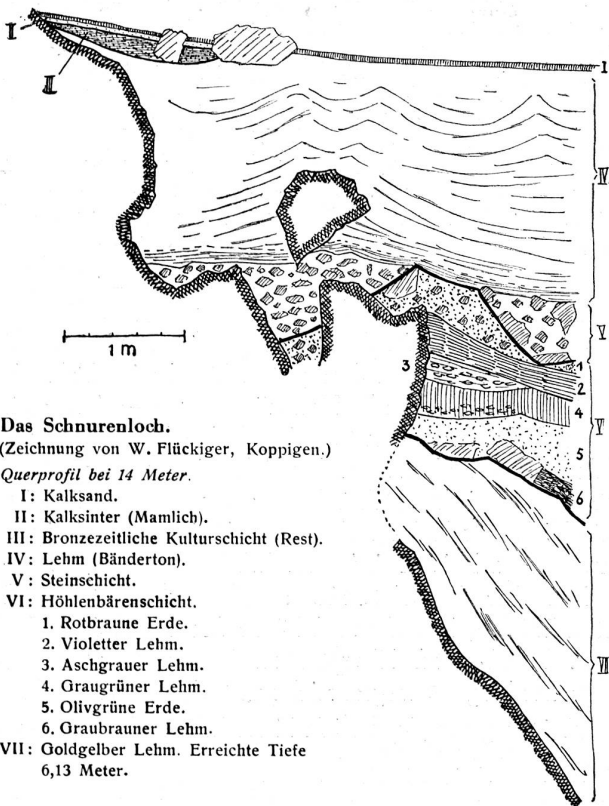 I
II
1
IV
V
1
2
3
4
5
6
VII
1 m
Das Schnurenloch.
(Zeichnung von W. Flückiger, Koppigen.)
Querprofil bei 14 Meter.
I: Kalksand.
II: Kalksinter (Mamlich).
III: Bronzezeitliche Kulturschicht (Rest).
IV: Lehm (Bänderton).
V: Steinschicht.
VI: Höhlenbärenschicht.
1. Rotbraune Erde.
2. Violetter Lehm.
3. Aschgrauer Lehm.
4. Graugrüner Lehm.
5. Olivgrüne Erde.
6. Graubrauner Lehm.
VII: Goldgelber Lehm. Erreichte Tiefe
6,13 Meter.